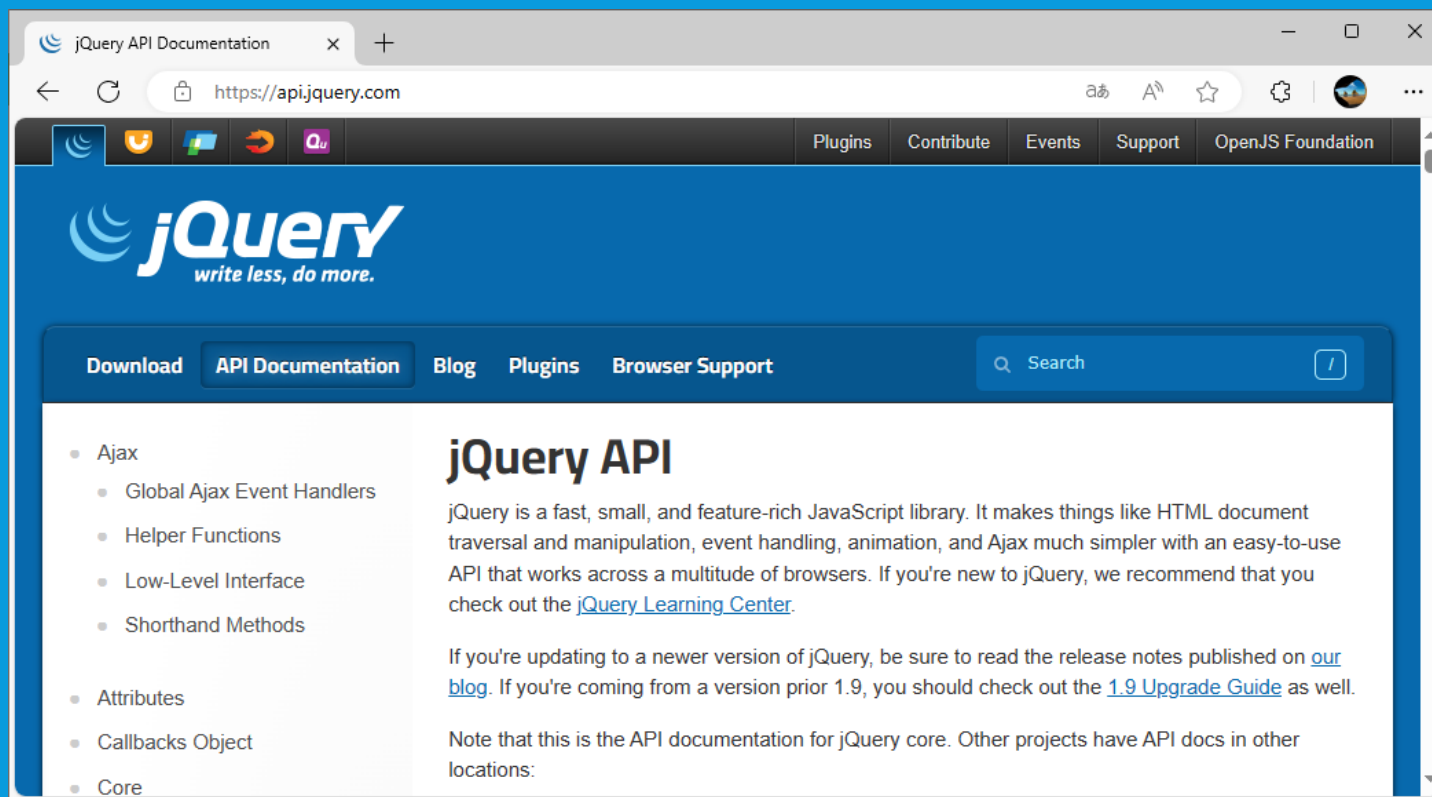 jQuery API Documentation
https://api.jquery.com
aあ
A
Qu
Plugins
Contribute
Events
Support
OpenJS Foundation
jQuery
write less, do more.
Download
API Documentation
Blog
Plugins
Browser Support
Search
/
Ajax
Global Ajax Event Handlers
Helper Functions
Low-Level Interface
Shorthand Methods
Attributes
Callbacks Object
Core
jQuery API
jQuery is a fast, small, and feature-rich JavaScript library. It makes things like HTML document
traversal and manipulation, event handling, animation, and Ajax much simpler with an easy-to-use
API that works across a multitude of browsers. If you're new to jQuery, we recommend that you
check out the jQuery Learning Center.
If you're updating to a newer version of jQuery, be sure to read the release notes published on our
blog. If you're coming from a version prior 1.9, you should check out the 1.9 Upgrade Guide as well.
Note that this is the API documentation for jQuery core. Other projects have API docs in other
locations: